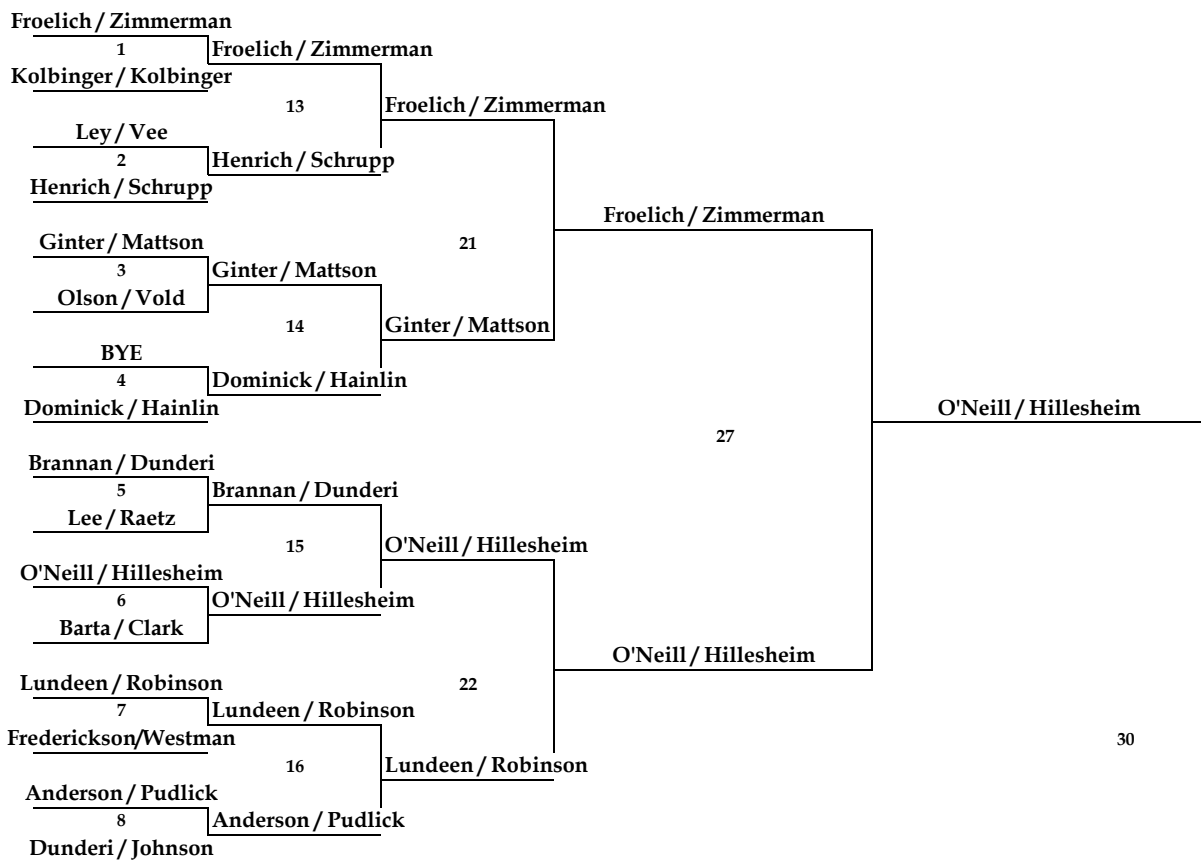 Froelich / Zimmerman
1
Froelich / Zimmerman
Kolbinger / Kolbinger
13
Froelich / Zimmerman
Ley / Vee
2
Henrich / Schrupp
Henrich / Schrupp
Froelich / Zimmerman
Ginter / Mattson
21
3
Ginter / Mattson
Olson / Vold
14
Ginter / Mattson
BYE
4
Dominick / Hainlin
Dominick / Hainlin
O'Neill / Hillesheim
27
Brannan / Dunderi
5
Brannan / Dunderi
Lee / Raetz
15
O'Neill / Hillesheim
O'Neill / Hillesheim
6
O'Neill / Hillesheim
Barta / Clark
O'Neill / Hillesheim
Lundeen / Robinson
22
7
Lundeen / Robinson
Frederickson/Westman
30
16
Lundeen / Robinson
Anderson / Pudlick
8
Anderson / Pudlick
Dunderi / Johnson